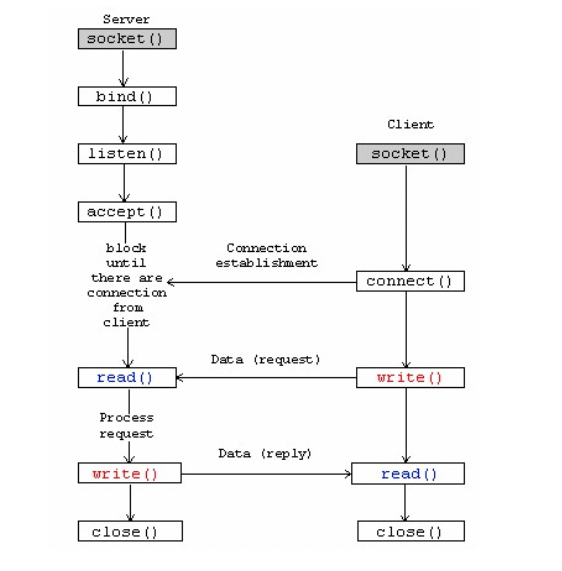 Server
socket()
bind()
listen()
accept()
block
until
there are
connection
from
client
read()
Process
request
write()
close()
Connection
establishment
Data (request)
Data (reply)
Client
socket()
connect()
write()
read()
close()